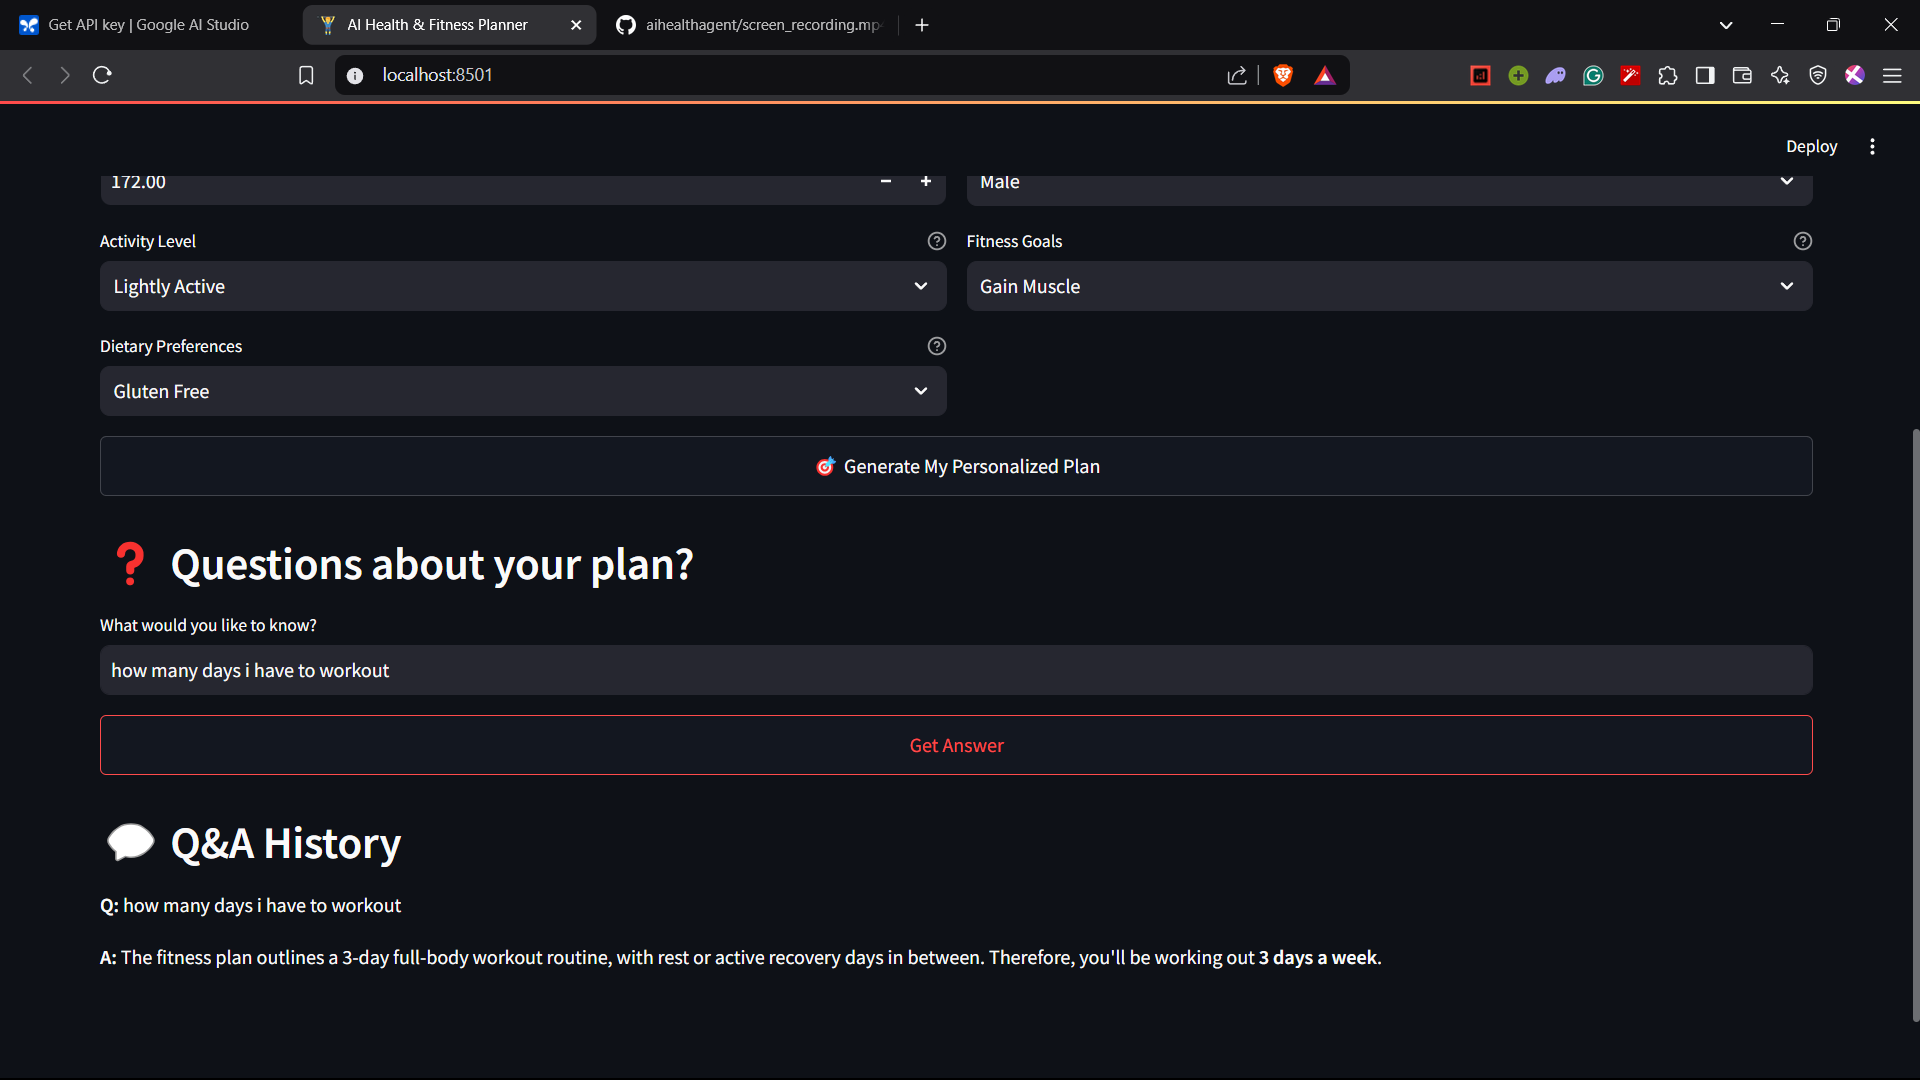 Get API key | Google AI Studio
AI Health & Fitness Planner
aihealthagent/screen_recording.mp
localhost:8501
Deploy
172.00
Male
Activity Level
Fitness Goals
Lightly Active
Gain Muscle
Dietary Preferences
Gluten Free
🎯 Generate My Personalized Plan
❓ Questions about your plan?
What would you like to know?
how many days i have to workout
Get Answer
💬 Q&A History
Q: how many days i have to workout
A: The fitness plan outlines a 3-day full-body workout routine, with rest or active recovery days in between. Therefore, you'll be working out 3 days a week.